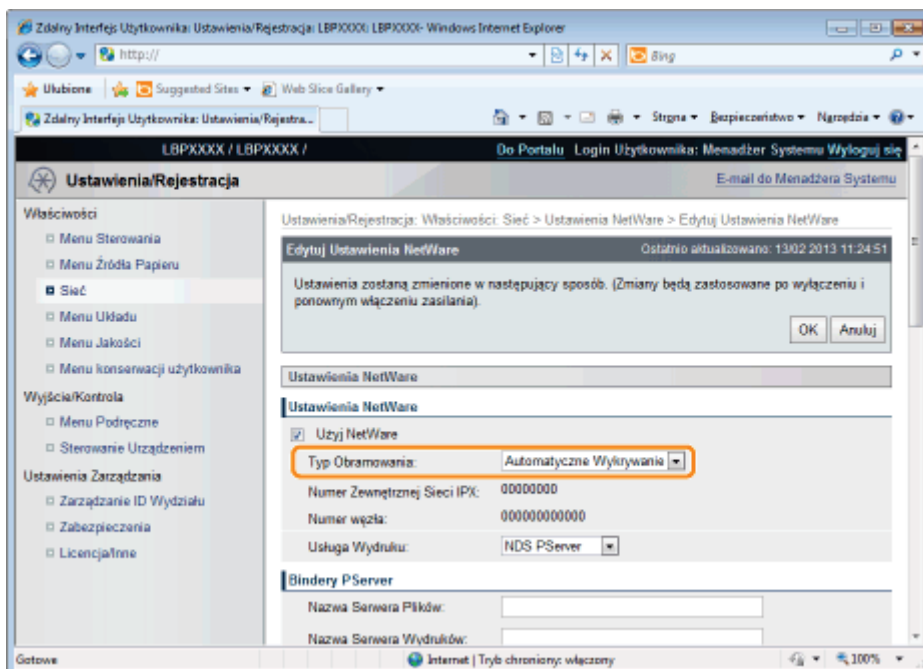 Zdalny Interfejs Użytkownika: Ustawienia/Rejestracja: LBPXXXX: LBPXXXX- Windows Internet Explorer
http://
Bing
Ulubione Suggested Sites Web Slice Gallery
Zdalny Interfejs Użytkownika: Ustawienia/Rejestra... Strona Bezpieczeństwo Narzędzia
LBPXXXX / LBPXXXX / Do Portalu Login Użytkownika: Menadżer Systemu Wyloguj się
Ustawienia/Rejestracja E-mail do Menadżera Systemu
Właściwości
Menu Sterowania
Menu Źródła Papieru
Sieć
Menu Układu
Menu Jakości
Menu konserwacji użytkownika
Wyjście/Kontrola
Menu Podręczne
Sterowanie Urządzeniem
Ustawienia Zarządzania
Zarządzanie ID Wydziału
Zabezpieczenia
Licencja/Inne
Ustawienia/Rejestracja: Właściwości: Sieć > Ustawienia NetWare > Edytuj Ustawienia NetWare
Edytuj Ustawienia NetWare Ostatnio aktualizowano: 13/02 2013 11:24:51
Ustawienia zostaną zmienione w następujący sposób. (Zmiany będą zastosowane po wyłączeniu i
ponownym włączeniu zasilania).
OK Anuluj
Ustawienia NetWare
Ustawienia NetWare
Użyj NetWare
Typ Obramowania: Automatyczne Wykrywanie
Numer Zewnętrznej Sieci IPX: 00000000
Numer węzła: 000000000000
Usługa Wydruku: NDS PServer
Bindery PServer
Nazwa Serwera Plików:
Nazwa Serwera Wydruków:
Gotowe Internet | Tryb chroniony: włączony 100%